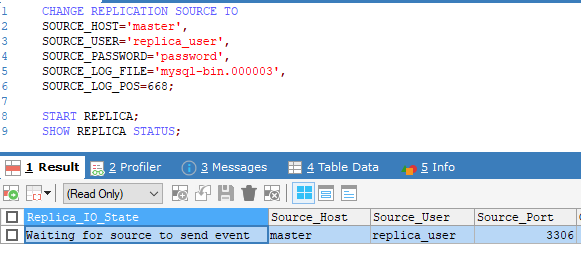 1 CHANGE REPLICATION SOURCE TO
2 SOURCE_HOST='master',
3 SOURCE_USER='replica_user',
4 SOURCE_PASSWORD='password',
5 SOURCE_LOG_FILE='mysql-bin.000003',
6 SOURCE_LOG_POS=668;
7
8 START REPLICA;
9 SHOW REPLICA STATUS;
1 Result 2 Profiler 3 Messages 4 Table Data 5 Info
(Read Only)
Replica_IO_State Source_Host Source_User Source_Port
Waiting for source to send event master replica_user 3306